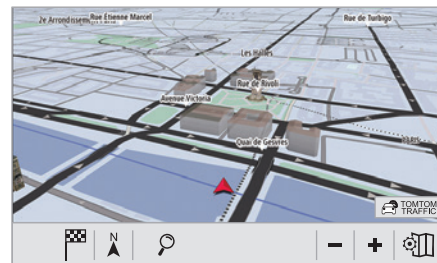 Rue Etienne Marcel
2e Arrondissem
Rue de Turbigo
Les Halles
Rue de Rivoli
Avenue Victoria
Quai de Gesvres
N
TOMTOM
TRAFFIC